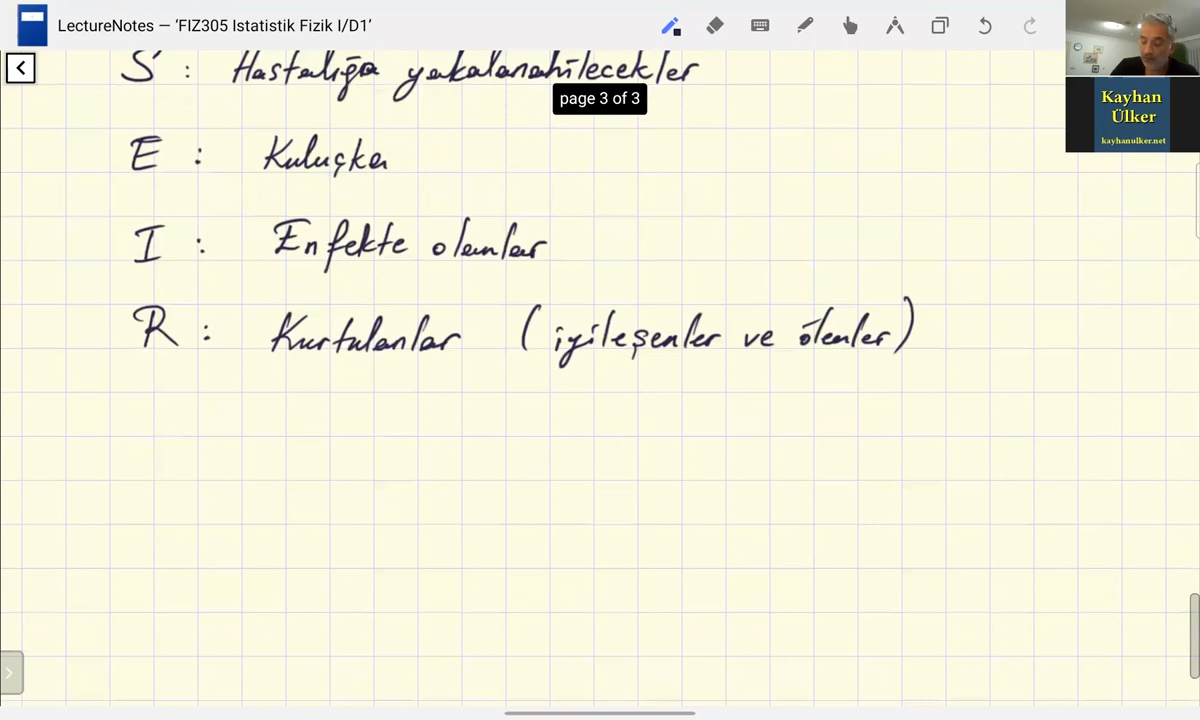 LectureNotes — ‘FIZ305 Istatistik Fizik I/D1’
S : Hastalığa yakalanabilecekler
page 3 of 3
Kayhan
Ülker
kayhanulker.net
E : Kuluçka
I : Enfekte olanlar
R : Kurtulanlar (iyileşenler ve ölenler)